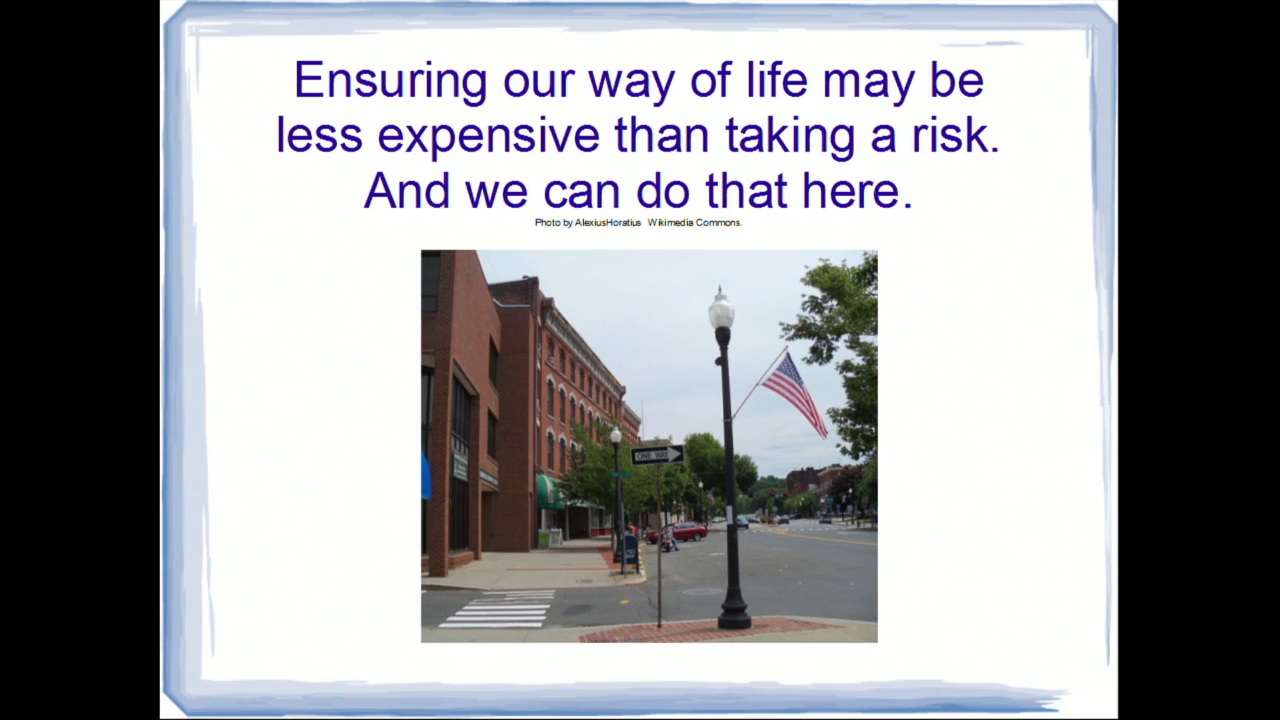 Ensuring our way of life may be
less expensive than taking a risk.
And we can do that here.
Photo by AlexiusHoratius Wikimedia Commons.
ONE WAY